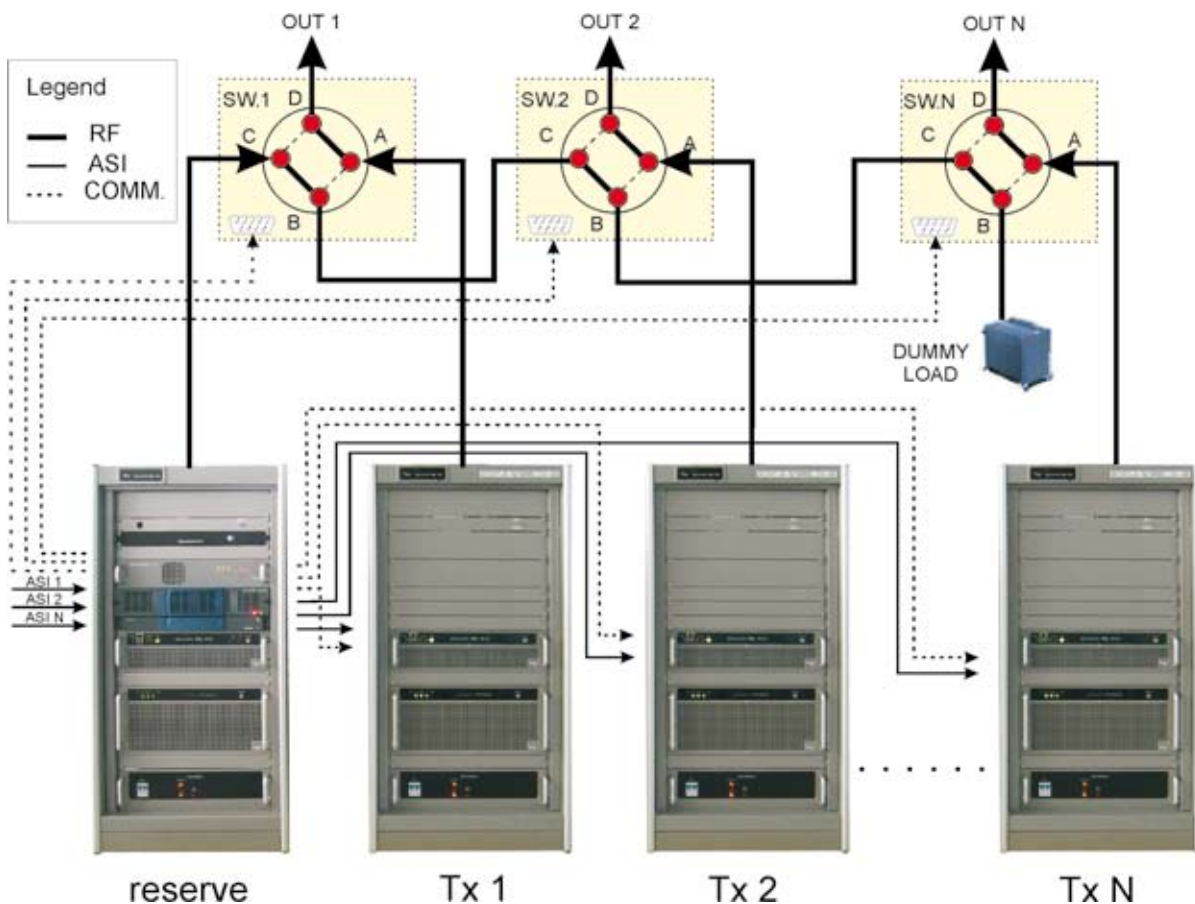 OUT 1
OUT 2
OUT N
Legend
RF
ASI
COMM.
SW.1
D
C
A
B
SW.2
D
C
A
B
SW.N
D
C
A
B
DUMMY
LOAD
ASI 1
ASI 2
ASI N
reserve
Tx 1
Tx 2
Tx N